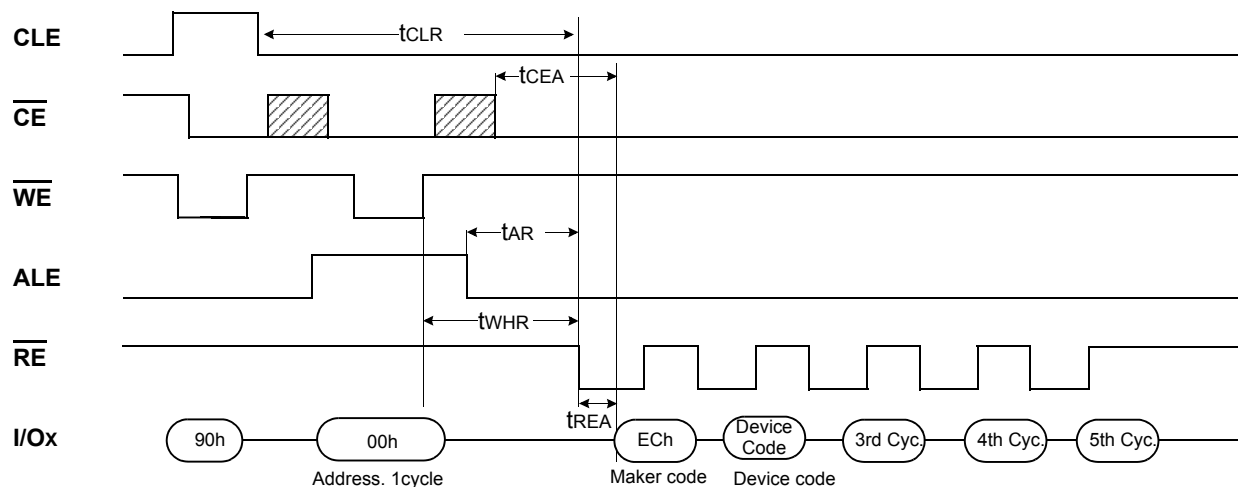 CLE
tCLR
tCEA
CE
WE
tAR
ALE
tWHR
RE
tREA
I/Ox
90h
00h
ECh
Device
Code
3rd Cyc.
4th Cyc.
5th Cyc.
Address. 1cycle
Maker code
Device code